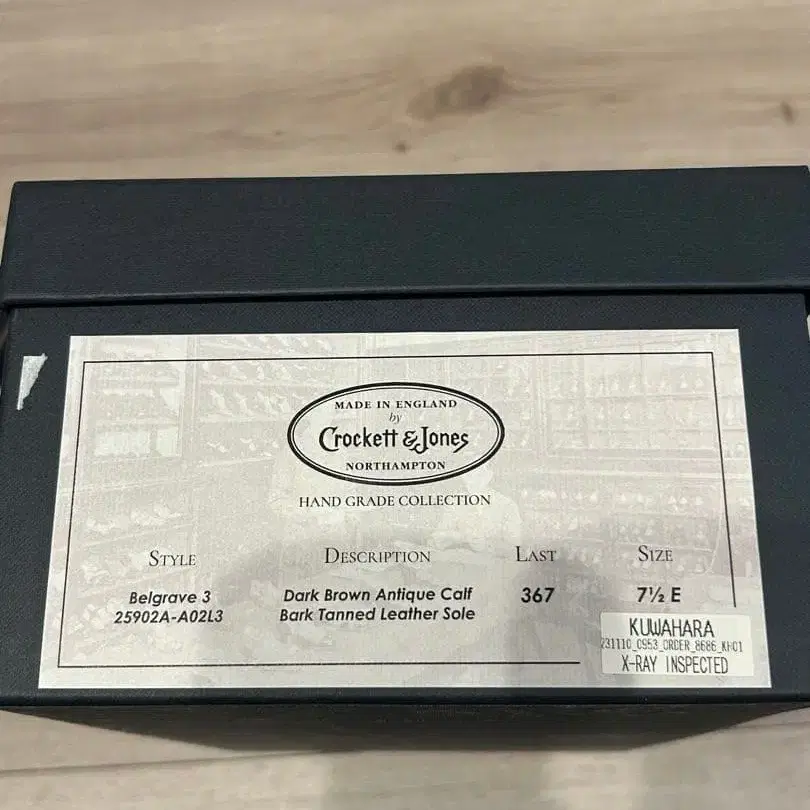 MADE IN ENGLAND
by
Crockett & Jones
NORTHAMPTON
HAND GRADE COLLECTION
STYLE DESCRIPTION LAST SIZE
Belgrave 3 Dark Brown Antique Calf 367 7½ E
25902A-A02L3 Bark Tanned Leather Sole
KUWAHARA
231110_0953_ORDER_8686_KH01
X-RAY INSPECTED